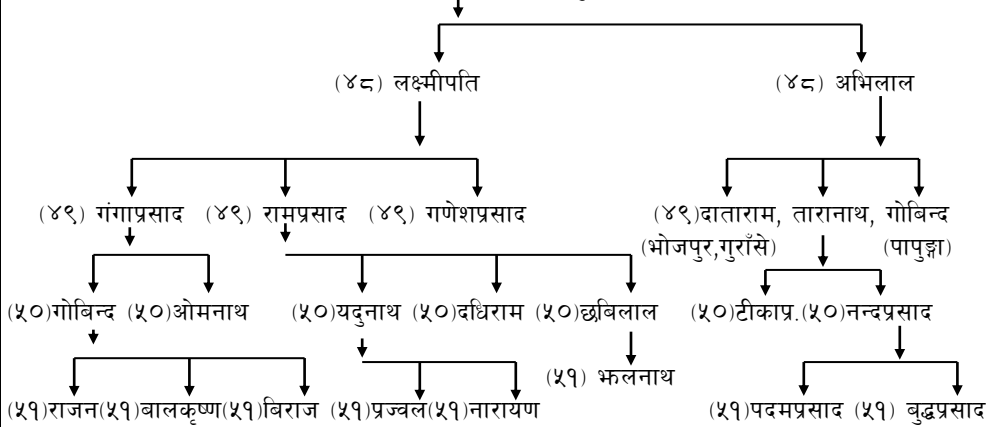 (४८) लक्ष्मीपति (४८) अभिलाल
(४९) गंगाप्रसाद (४९) रामप्रसाद (४९) गणेशप्रसाद (४९)दाताराम, तारानाथ, गोबिन्द
(भोजपुर,गुराँसे) (पापुङ्गा)
(५०)गोबिन्द (५०)ओमनाथ (५०)यदुनाथ (५०)दधिराम (५०)छबिलाल (५०)टीकाप्र.(५०)नन्दप्रसाद
(५१) झलनाथ
(५१)राजन(५१)बालकृष्ण(५१)बिराज (५१)प्रज्वल(५१)नारायण (५१)पदमप्रसाद (५१) बुद्धप्रसाद